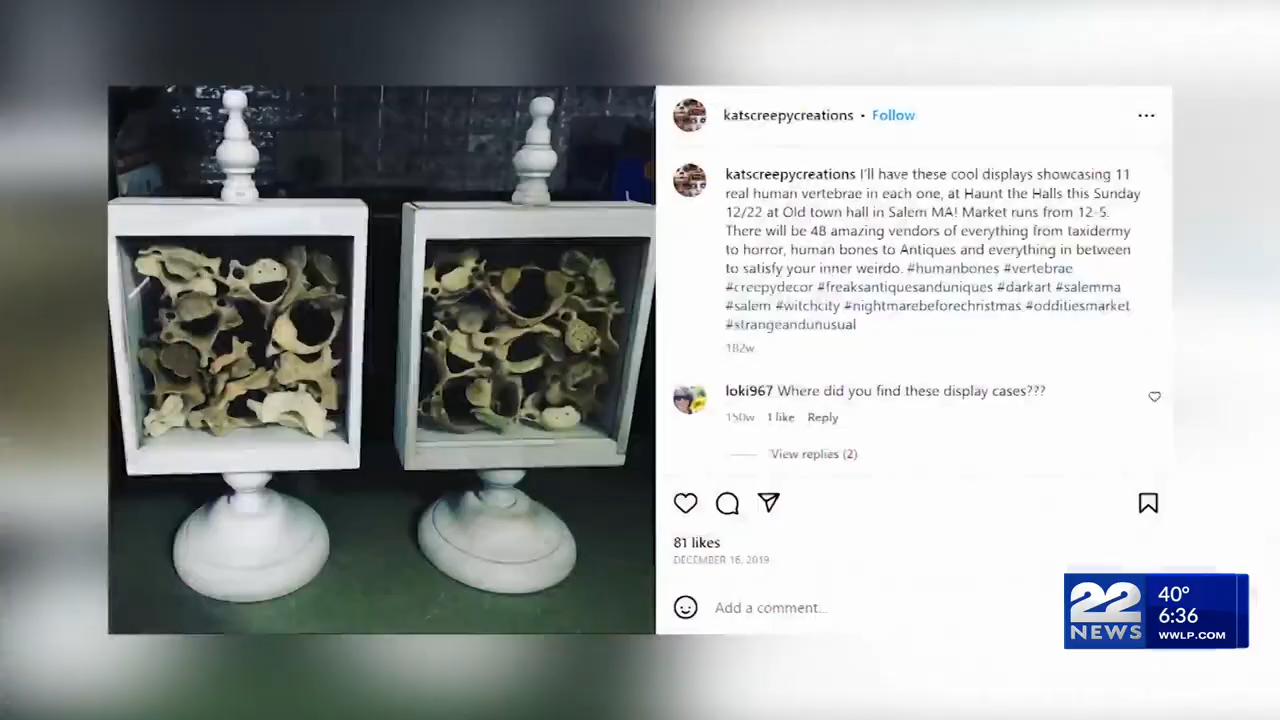 katscreepycreations • Follow
katscreepycreations I'll have these cool displays showcasing 11
real human vertebrae in each one, at Haunt the Halls this Sunday
12/22 at Old town hall in Salem MA! Market runs from 12-5.
There will be 48 amazing vendors of everything from taxidermy
to horror, human bones to Antiques and everything in between
to satisfy your inner weirdo. #humanbones #vertebrae
#creepydecor #freaksantiquesanduniques #darkart #salemma
#salem #witchcity #nightmarebeforechristmas #odditiesmarket
#strangeandunusual
182w
loki967 Where did you find these display cases???
150w 1 like Reply
View replies (2)
81 likes
DECEMBER 16, 2019
Add a comment...
22 NEWS
40°
6:36
WWLP.COM